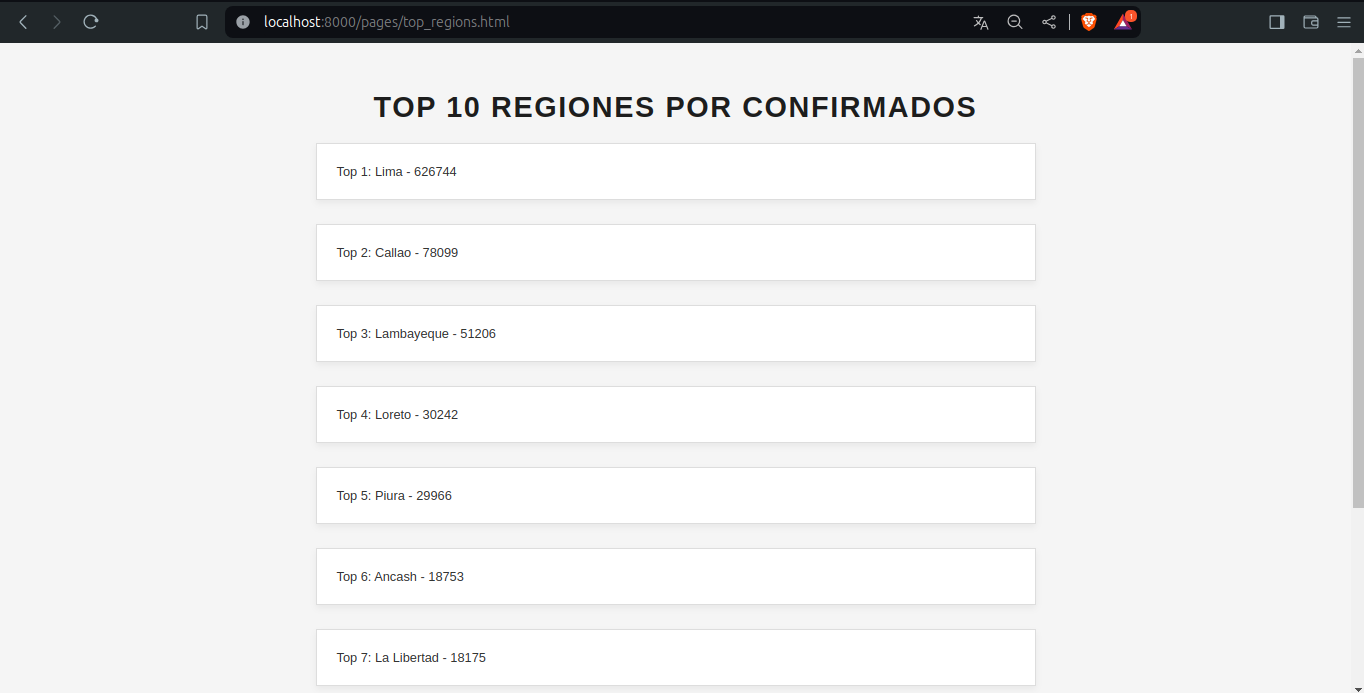 localhost:8000/pages/top_regions.html
1
TOP 10 REGIONES POR CONFIRMADOS
Top 1: Lima - 626744
Top 2: Callao - 78099
Top 3: Lambayeque - 51206
Top 4: Loreto - 30242
Top 5: Piura - 29966
Top 6: Ancash - 18753
Top 7: La Libertad - 18175